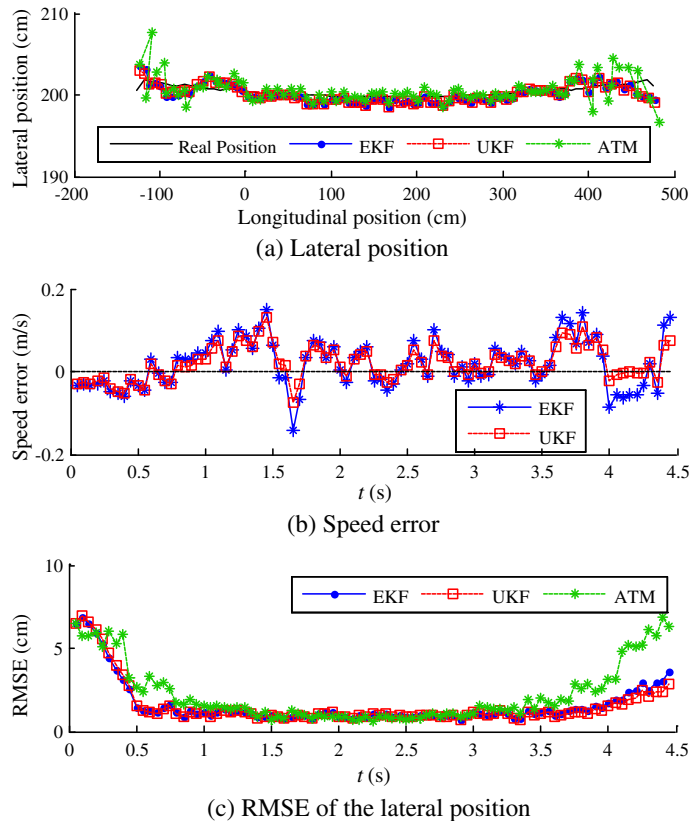 Lateral position (cm)
210
200
190
Real Position EKF UKF ATM
-200 -100 0 100 200 300 400 500
Longitudinal position (cm)
(a) Lateral position
Speed error (m/s)
0.2
0
-0.2
EKF
UKF
0 0.5 1 1.5 2 2.5 3 3.5 4 4.5
t (s)
(b) Speed error
RMSE (cm)
10
5
0
EKF UKF ATM
0 0.5 1 1.5 2 2.5 3 3.5 4 4.5
t (s)
(c) RMSE of the lateral position